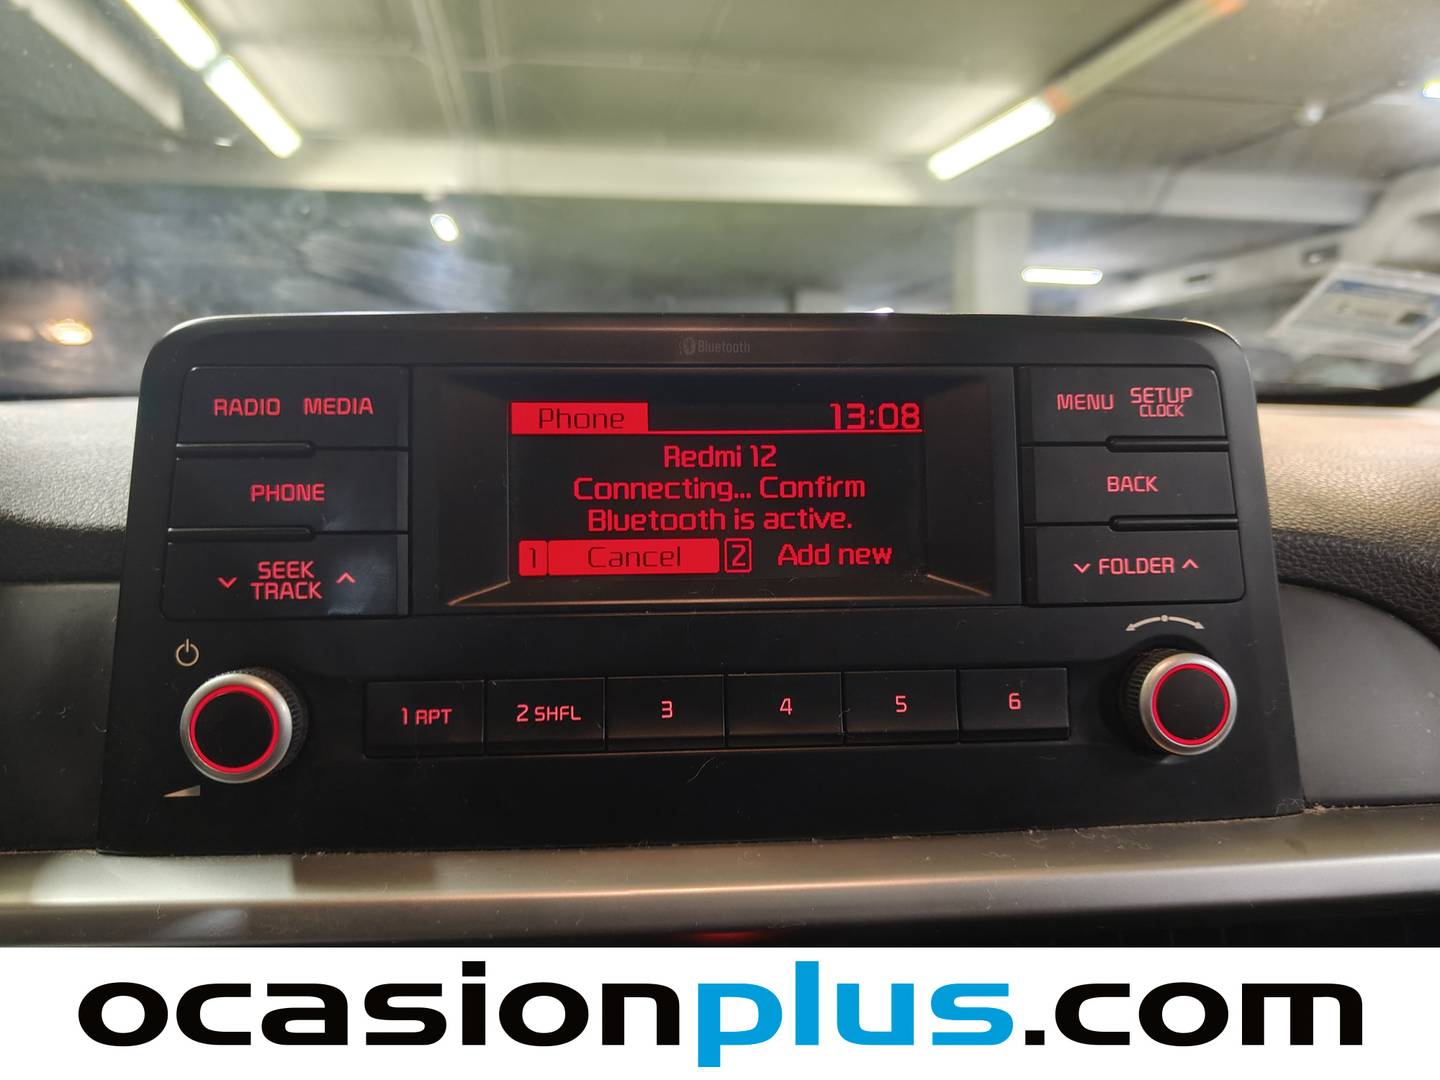 Bluetooth
RADIO MEDIA
PHONE
SEEK
TRACK
Phone 13:08
Redmi 12
Connecting... Confirm
Bluetooth is active.
1 Cancel 2 Add new
MENU SETUP
CLOCK
BACK
FOLDER
1 RPT 2 SHFL 3 4 5 6
ocasionplus.com